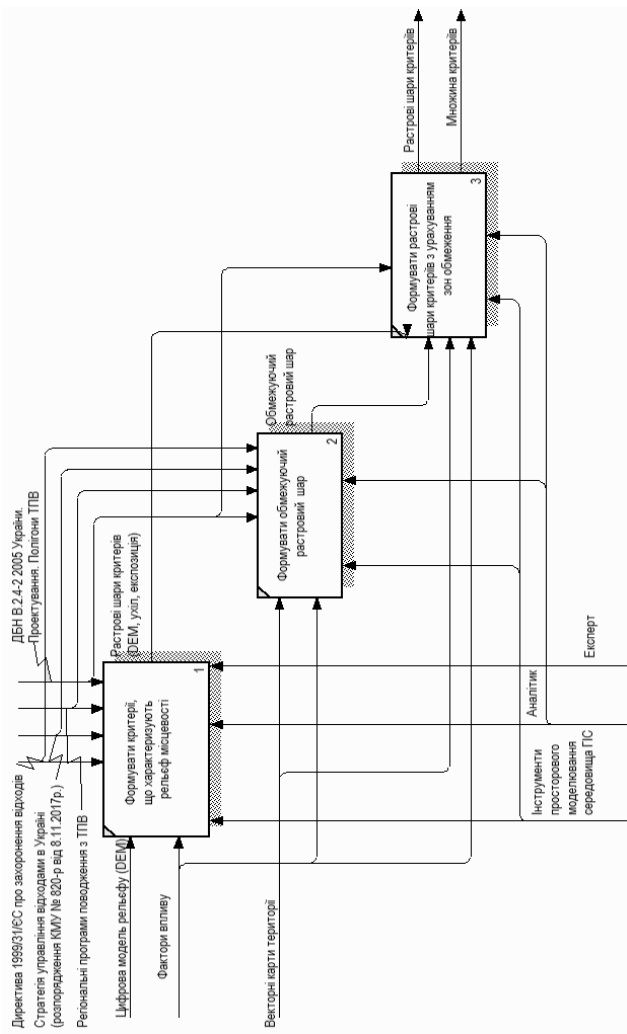 Директива 1999/31/ЄС про захоронення відходів
Стратегія управління відходами в Україні
(розпорядження КМУ № 820-р від 8.11.2017р.)
Регіональні програми поводження з ТПВ
ДБН В.2.4-2 2005 України.
Проектування. Полігони ТПВ
Цифрова модель рельєфу (DEM)
Фактори впливу
Векторні карти території
Формувати критерії,
що характеризують
рельєф місцевості
1
Растрові шари критерів
(DEM, ухіл, експозиція)
Формувати обмежуючий
растровий шар
2
Обмежуючий
растровий шар
Формувати растрові
шари критеріїв з урахуванням
зон обмеження
3
Растрові шари критеріїв
Множина критеріїв
Інструменти
просторового
моделювання
середовища ГІС
Аналітик
Експерт